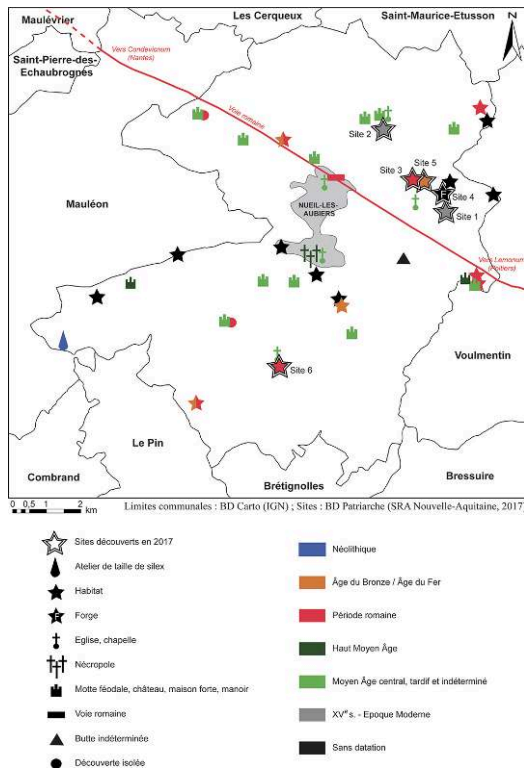 Maulévrier
Les Cerqueux
Saint-Maurice-Etusson
Vers Condevicnum
(Nantes)
N
Saint-Pierre-des-
Echaubrognes
Voie romaine
Site 2
Site 3
Site 5
Mauléon
Site 4
NUEIL-LES-
AUBIERS
Site 1
Vers Lemonum
(Poitiers)
Site 6
Voulmentin
Le Pin
Combrand
Brétignolles
Bressuire
0 0,5 1 2
km
Limites communales : BD Carto (IGN) ; Sites : BD Patriarche (SRA Nouvelle-Aquitaine, 2017)
Sites découverts en 2017
Néolithique
Atelier de taille de silex
Habitat
Âge du Bronze / Âge du Fer
F
Forge
Période romaine
Eglise, chapelle
Haut Moyen Âge
Nécropole
Motte féodale, château, maison forte, manoir
Moyen Âge central, tardif et indéterminé
Voie romaine
XVᵉ s. - Epoque Moderne
Butte indéterminée
Sans datation
Découverte isolée